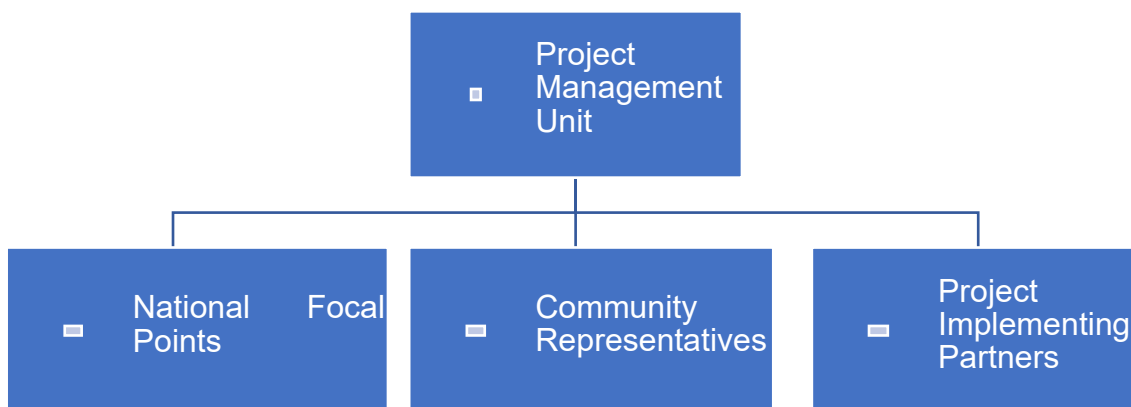 Project
Management
Unit
National Focal
Points
Community
Representatives
Project
Implementing
Partners